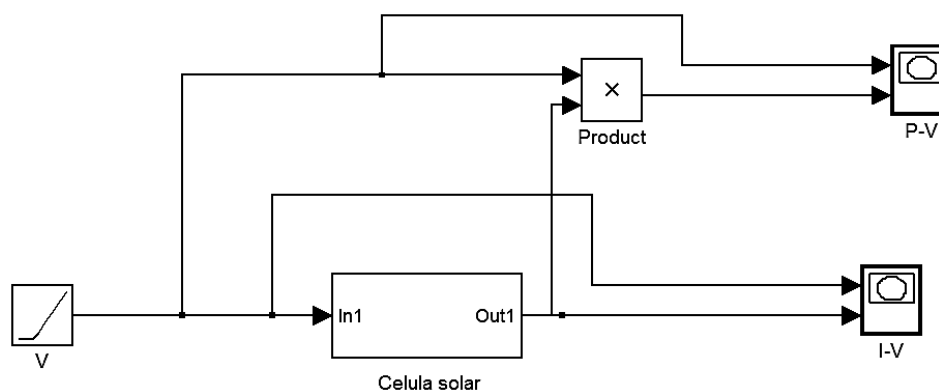 ×
Product
P-V
V
In1
Out1
Celula solar
I-V